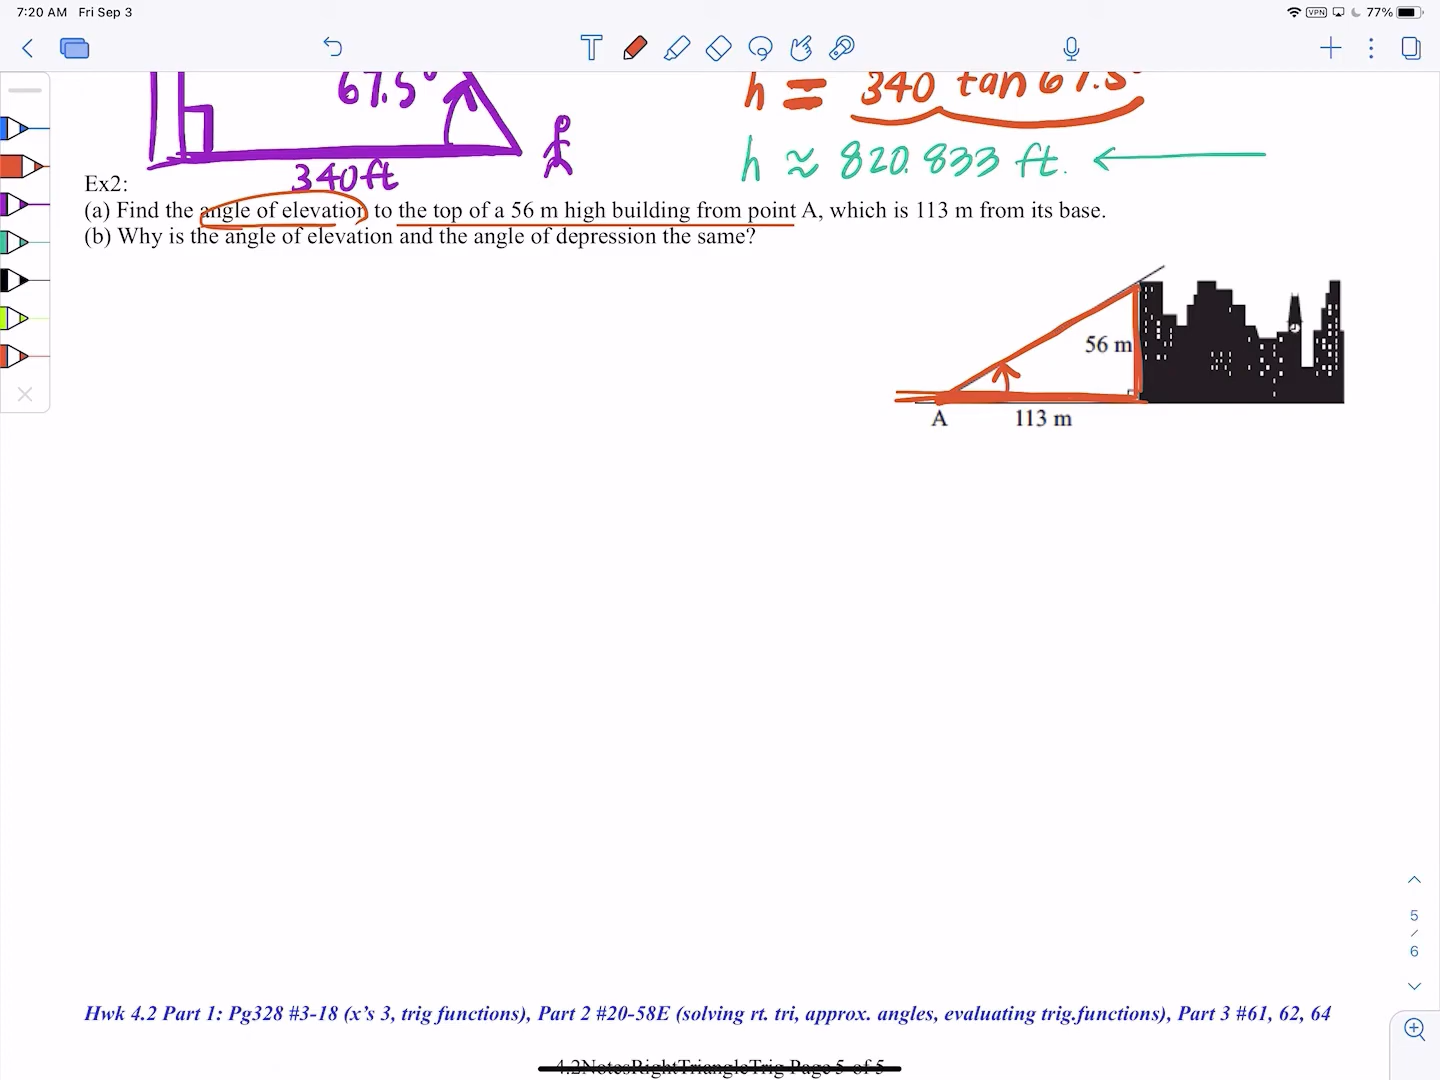 7:20 AM Fri Sep 3
VPN 77%
T
67.5°
h = 340 tan 67.5°
340ft
h ≈ 820.833 ft.
Ex2:
(a) Find the angle of elevation to the top of a 56 m high building from point A, which is 113 m from its base.
(b) Why is the angle of elevation and the angle of depression the same?
56 m
A 113 m
5
/
6
Hwk 4.2 Part 1: Pg328 #3-18 (x’s 3, trig functions), Part 2 #20-58E (solving rt. tri, approx. angles, evaluating trig.functions), Part 3 #61, 62, 64
4.2NotesRightTriangleTrig Page 5 of 5